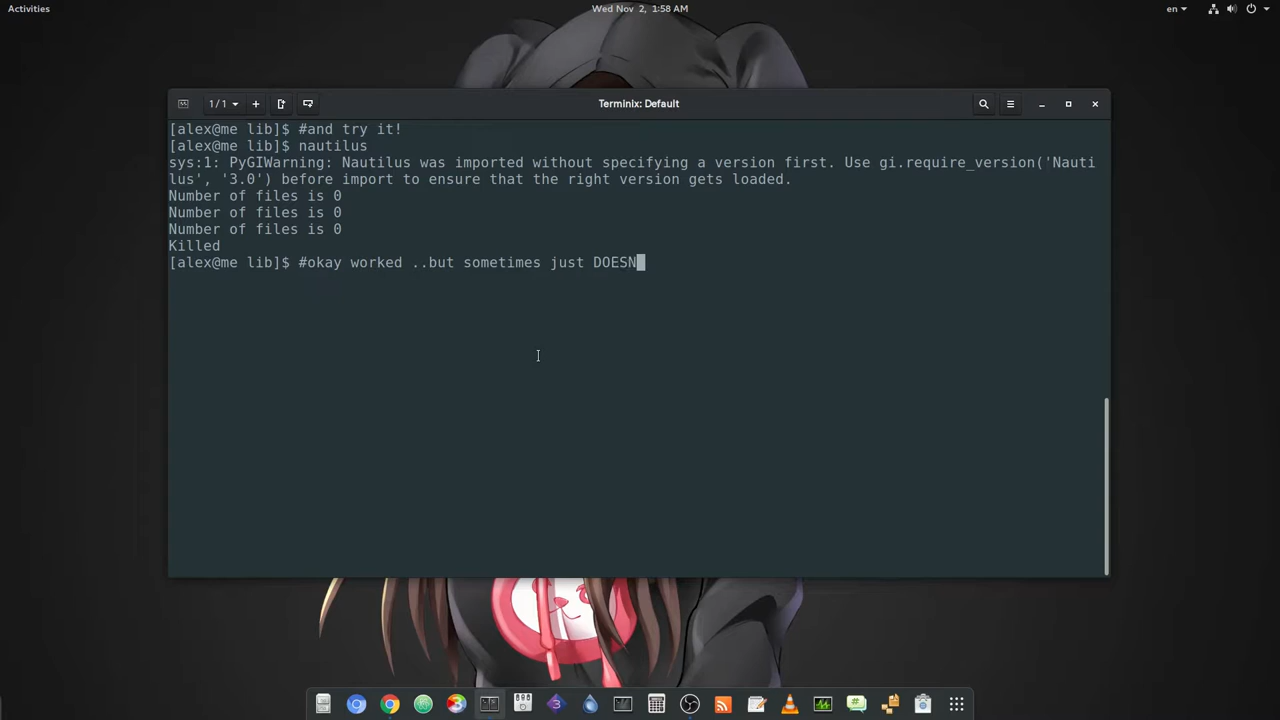 Activities
Wed Nov 2, 1:58 AM
en
1 / 1
Terminix: Default
[alex@me lib]$ #and try it!
[alex@me lib]$ nautilus
sys:1: PyGIWarning: Nautilus was imported without specifying a version first. Use gi.require_version('Nauti
lus', '3.0') before import to ensure that the right version gets loaded.
Number of files is 0
Number of files is 0
Number of files is 0
Killed
[alex@me lib]$ #okay worked ..but sometimes just DOESN